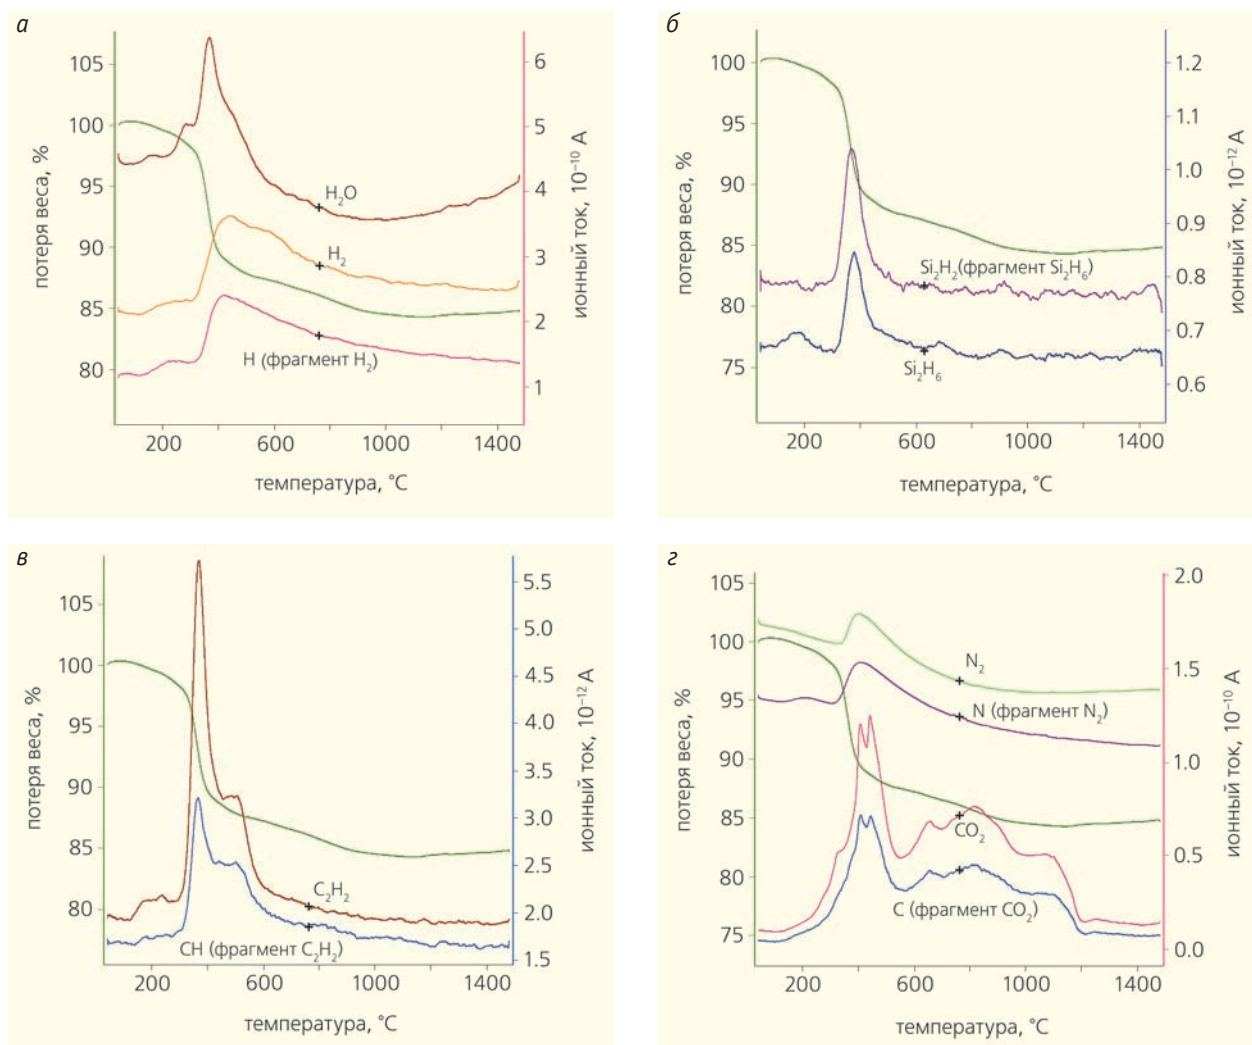 а
потеря веса, %
105
100
95
90
85
80
6
5
4
3
2
1
ионный ток, 10⁻¹⁰ А
H₂O
H₂
H (фрагмент H₂)
200 600 1000 1400
температура, °C
б
потеря веса, %
100
95
90
85
80
75
1.2
1.1
1.0
0.9
0.8
0.7
0.6
ионный ток, 10⁻¹² А
Si₂H₂(фрагмент Si₂H₆)
Si₂H₆
200 600 1000 1400
температура, °C
в
потеря веса, %
105
100
95
90
85
80
5.5
5.0
4.5
4.0
3.5
3.0
2.5
2.0
1.5
ионный ток, 10⁻¹² А
C₂H₂
CH (фрагмент C₂H₂)
200 600 1000 1400
температура, °C
г
потеря веса, %
105
100
95
90
85
80
75
2.0
1.5
1.0
0.5
0.0
ионный ток, 10⁻¹⁰ А
N₂
N (фрагмент N₂)
CO₂
C (фрагмент CO₂)
200 600 1000 1400
температура, °C